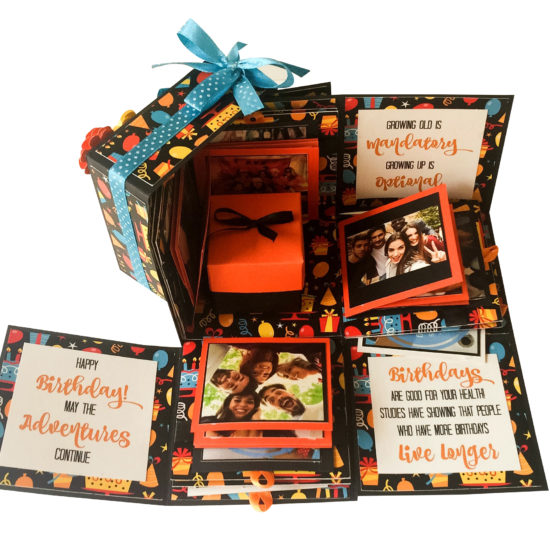 GROWING OLD IS
mandatory
GROWING UP IS
Optional
HAPPY
Birthday!
MAY THE
Adventures
CONTINUE
Birthdays
ARE GOOD FOR YOUR HEALTH!
STUDIES HAVE SHOWING THAT PEOPLE
WHO HAVE MORE BIRTHDAYS
Live Longer